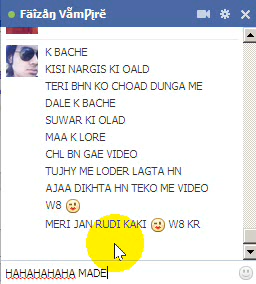 Fäîzåņ VãmPįrë
K BACHE
KISI NARGIS KI OALD
TERI BHN KO CHOAD DUNGA ME
DALE K BACHE
SUWAR KI OLAD
MAA K LORE
CHL BN GAE VIDEO
TUJHY ME LODER LAGTA HN
AJAA DIKHTA HN TEKO ME VIDEO
W8
MERI JAN RUDI KAKI W8 KR
HAHAHAHAHA MADE